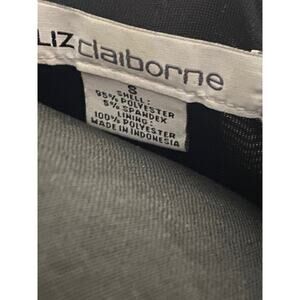 LIZ claiborne
S
SHELL:
95% POLYESTER
5% SPANDEX
LINING:
100% POLYESTER
MADE IN INDONESIA